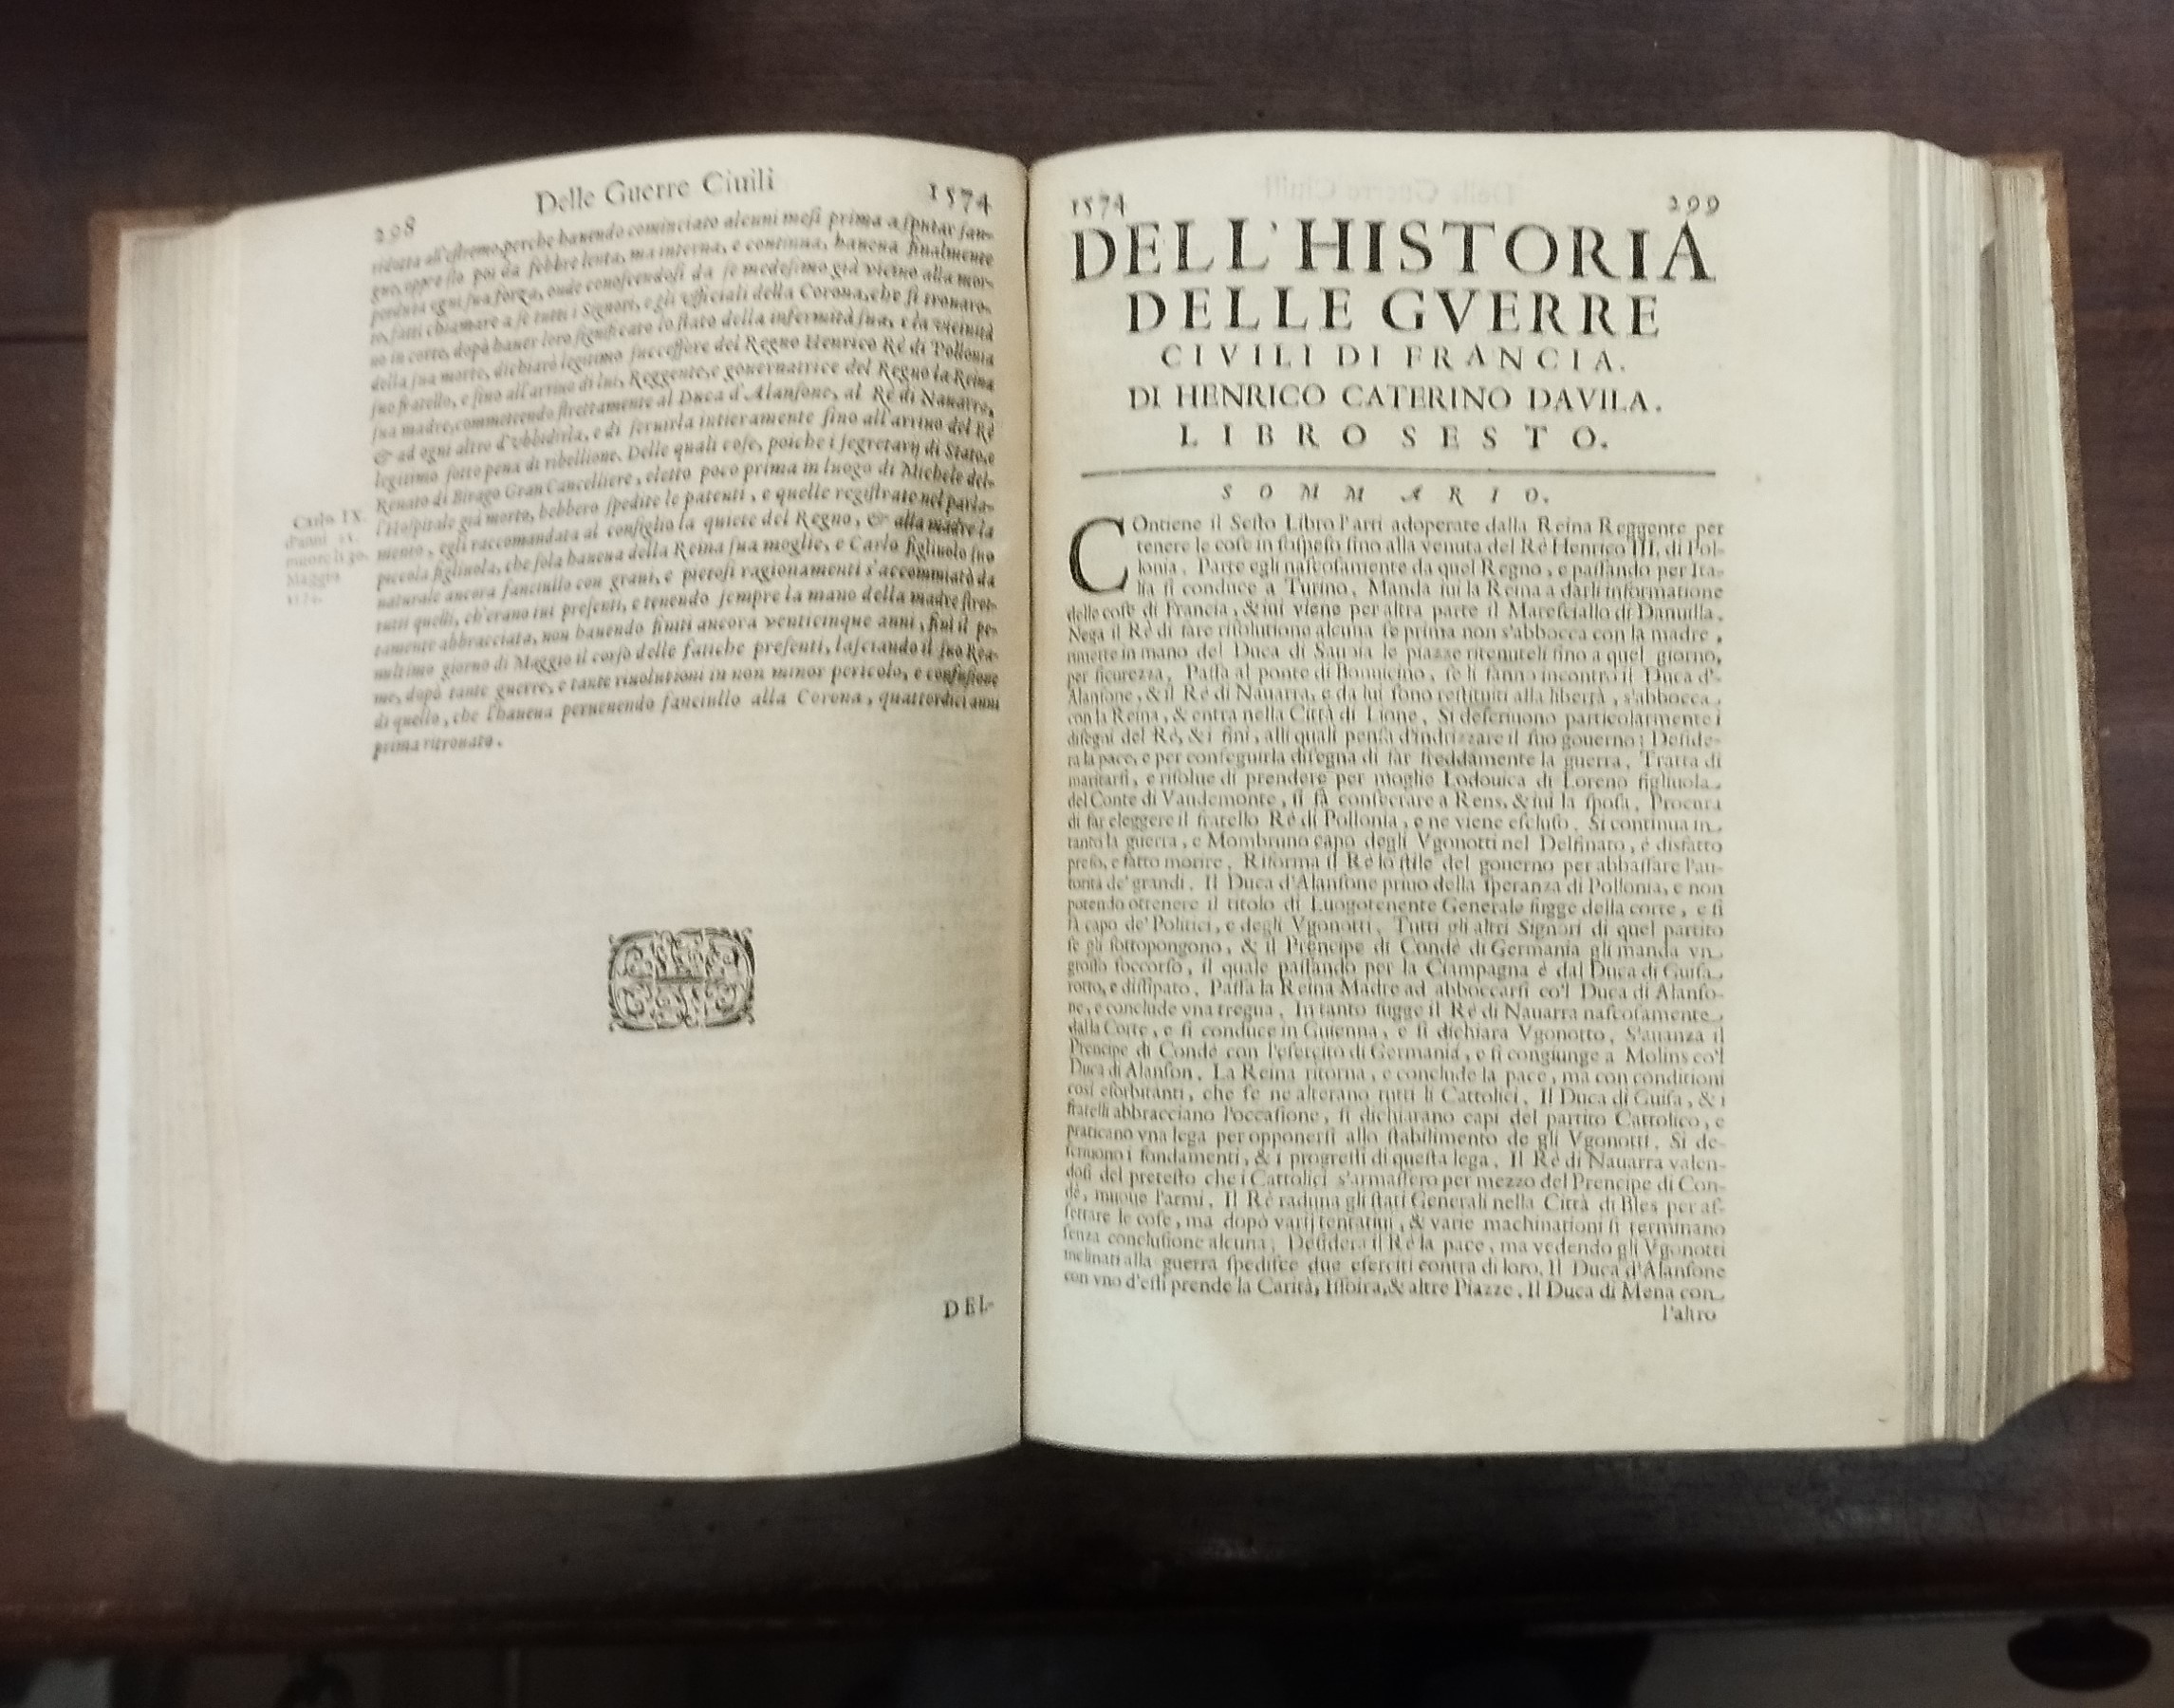 298
Delle Guerre Ciuili
1574
ridotta all'estremo, perche hauendo cominciato alcuni mesi prima a sputar san-
gue, oppresso poi da febbre lenta, ma interna, e continua, haueua finalmente
perduta ogni sua forza, onde conoscendosi da se medesimo già vicino alla mor-
te, fatti chiamare a se tutti i Signori, e gli vfficiali della Corona, che si trouaro-
no in corte, dopò hauer loro significato lo stato della infermità sua, e la vicinità
della sua morte, dichiarò legitimo successore del Regno Henrico Rè di Pollonia
suo fratello, e sino all'arriuo di lui, Reggente, e gouernatrice del Regno la Reina
sua madre, commettendo strettamente al Duca d'Alansone, al Rè di Nauarra,
& ad ogni altro d'vbbidirla, e di seruirla intieramente fino all'arriuo del Rè
legitimo sotto pena di ribellione. Delle quali cose, poiche i segretarij di Stato, e
Renato di Birago Gran Cancelliere, eletto poco prima in luogo di Michele del-
l'Hospitale già morto, hebbero spedite le patenti, e quelle registrate nel parla-
mento, egli raccomandata al consiglio la quiete del Regno, & alla madre la
piccola figliuola, che sola haueua della Reina sua moglie, e Carlo figliuolo suo
naturale ancora fanciullo con graui, e pietosi ragionamenti s'accommiatò da
tutti quelli, ch'erano iui presenti, e tenendo sempre la mano della madre stret-
tamente abbracciata, non hauendo finiti ancora venticinque anni, finì il pe-
nultimo giorno di Maggio il corso delle fatiche presenti, lasciando il suo Rea-
me, dopò tante guerre, e tante riuolutioni in non minor pericolo, e confusione
di quello, che l'haueua peruenendo fanciullo alla Corona, quattordici anni
prima ritrouato.
Carlo IX.
d'anni
muore li 30.
Maggio
1574.
DEL-
1574
299
DELL'HISTORIA
DELLE GVERRE
CIVILI DI FRANCIA.
DI HENRICO CATERINO DAVILA.
LIBRO SESTO.
SOMMARIO.
COntiene il Sesto Libro l'arti adoperate dalla Reina Reggente per
tenere le cose in sospeso fino alla venuta del Rè Henrico III. di Pol-
lonia. Parte egli nascosamente da quel Regno, e passando per Ita-
lia si conduce a Turino. Manda iui la Reina a darli informatione
delle cose di Francia, & iui viene per altra parte il Maresciallo di Danuilla.
Nega il Rè di fare risolutione alcuna se prima non s'abbocca con la madre,
rimette in mano del Duca di Sauoia le piazze ritenuteli fino a quel giorno,
per sicurezza. Passa al ponte di Bonuicino, se li fanno incontro il Duca d'-
Alansone, & il Rè di Nauarra, e da lui sono restituiti alla libertà, s'abbocca
con la Reina, & entra nella Città di Lione. Si descriuono particolarmente i
disegni del Rè, & i fini, alli quali pensa d'indrizzare il suo gouerno; Deside-
ra la pace, e per conseguirla disegna di far freddamente la guerra. Tratta di
maritarsi, e risolue di prendere per moglie Lodouica di Loreno figliuola
del Conte di Vaudemonte, si fà consecrare a Rens, & iui la sposa. Procura
di far eleggere il fratello Rè di Pollonia, e ne viene escluso. Si continua in
tanto la guerra, e Mombruno capo degli Vgonotti nel Delfinato, è disfatto
preso, e fatto morire. Riforma il Rè lo stile del gouerno per abbassare l'au-
torità de' grandi. Il Duca d'Alansone priuo della speranza di Pollonia, e non
potendo ottenere il titolo di Luogotenente Generale fugge della corte, e si
fà capo de' Politici, e degli Vgonotti. Tutti gli altri Signori di quel partito
se gli sottopongono, & il Prencipe di Condè di Germania gli manda vn
grosso soccorso, il quale passando per la Ciampagna è dal Duca di Guisa
rotto, e dissipato. Passa la Reina Madre ad abboccarsi co'l Duca di Alanso-
ne, e conclude vna tregua. In tanto fugge il Rè di Nauarra nascosamente
dalla Corte, e si conduce in Guienna, e si dichiara Vgonotto. S'auanza il
Prencipe di Condè con l'esercito di Germania, e si congiunge a Molins co'l
Duca di Alanson. La Reina ritorna, e conclude la pace, ma con conditioni
così esorbitanti, che se ne alterano tutti li Cattolici. Il Duca di Guisa, & i
fratelli abbracciano l'occasione, si dichiarano capi del partito Cattolico, e
praticano vna lega per opponersi allo stabilimento de gli Vgonotti. Si de-
scriuono i fondamenti, & i progressi di questa lega. Il Rè di Nauarra valen-
dosi del pretesto che i Cattolici s'armassero per mezzo del Prencipe di Con-
dè, muoue l'armi. Il Rè raduna gli stati Generali nella Città di Bles per as-
settare le cose, ma dopò varij tentatiui, & varie machinationi si terminano
senza conclusione alcuna; Desidera il Rè la pace, ma vedendo gli Vgonotti
inclinati alla guerra spedisce due eserciti contra di loro. Il Duca d'Alansone
con vno d'essi prende la Carità, Issoira, & altre Piazze. Il Duca di Mena con
l'altro